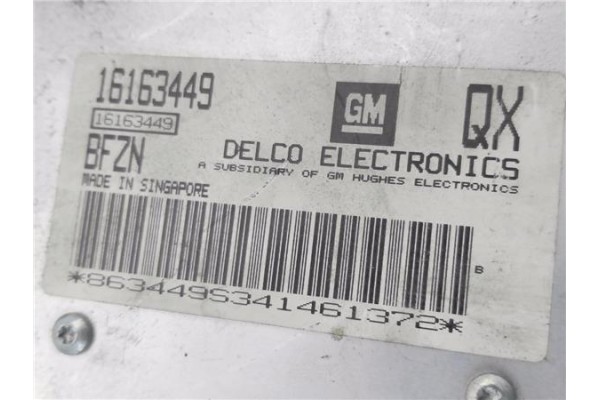 16163449
16163449
BFZN
GM
QX
DELCO ELECTRONICS
A SUBSIDIARY OF GM HUGHES ELECTRONICS
MADE IN SINGAPORE
B
*863449S341461372*